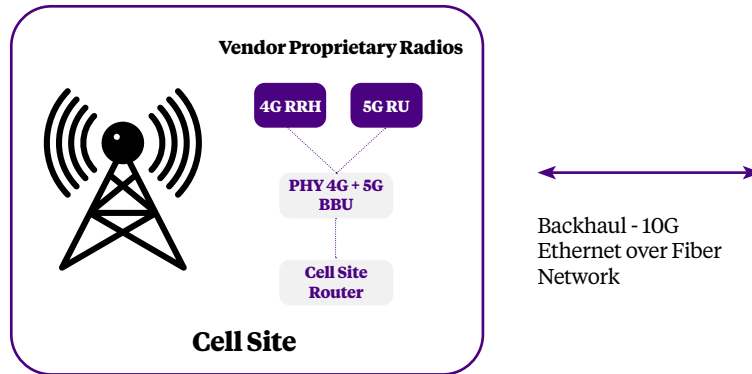 Vendor Proprietary Radios
4G RRH
5G RU
PHY 4G + 5G
BBU
Cell Site
Router
Cell Site
Backhaul - 10G
Ethernet over Fiber
Network